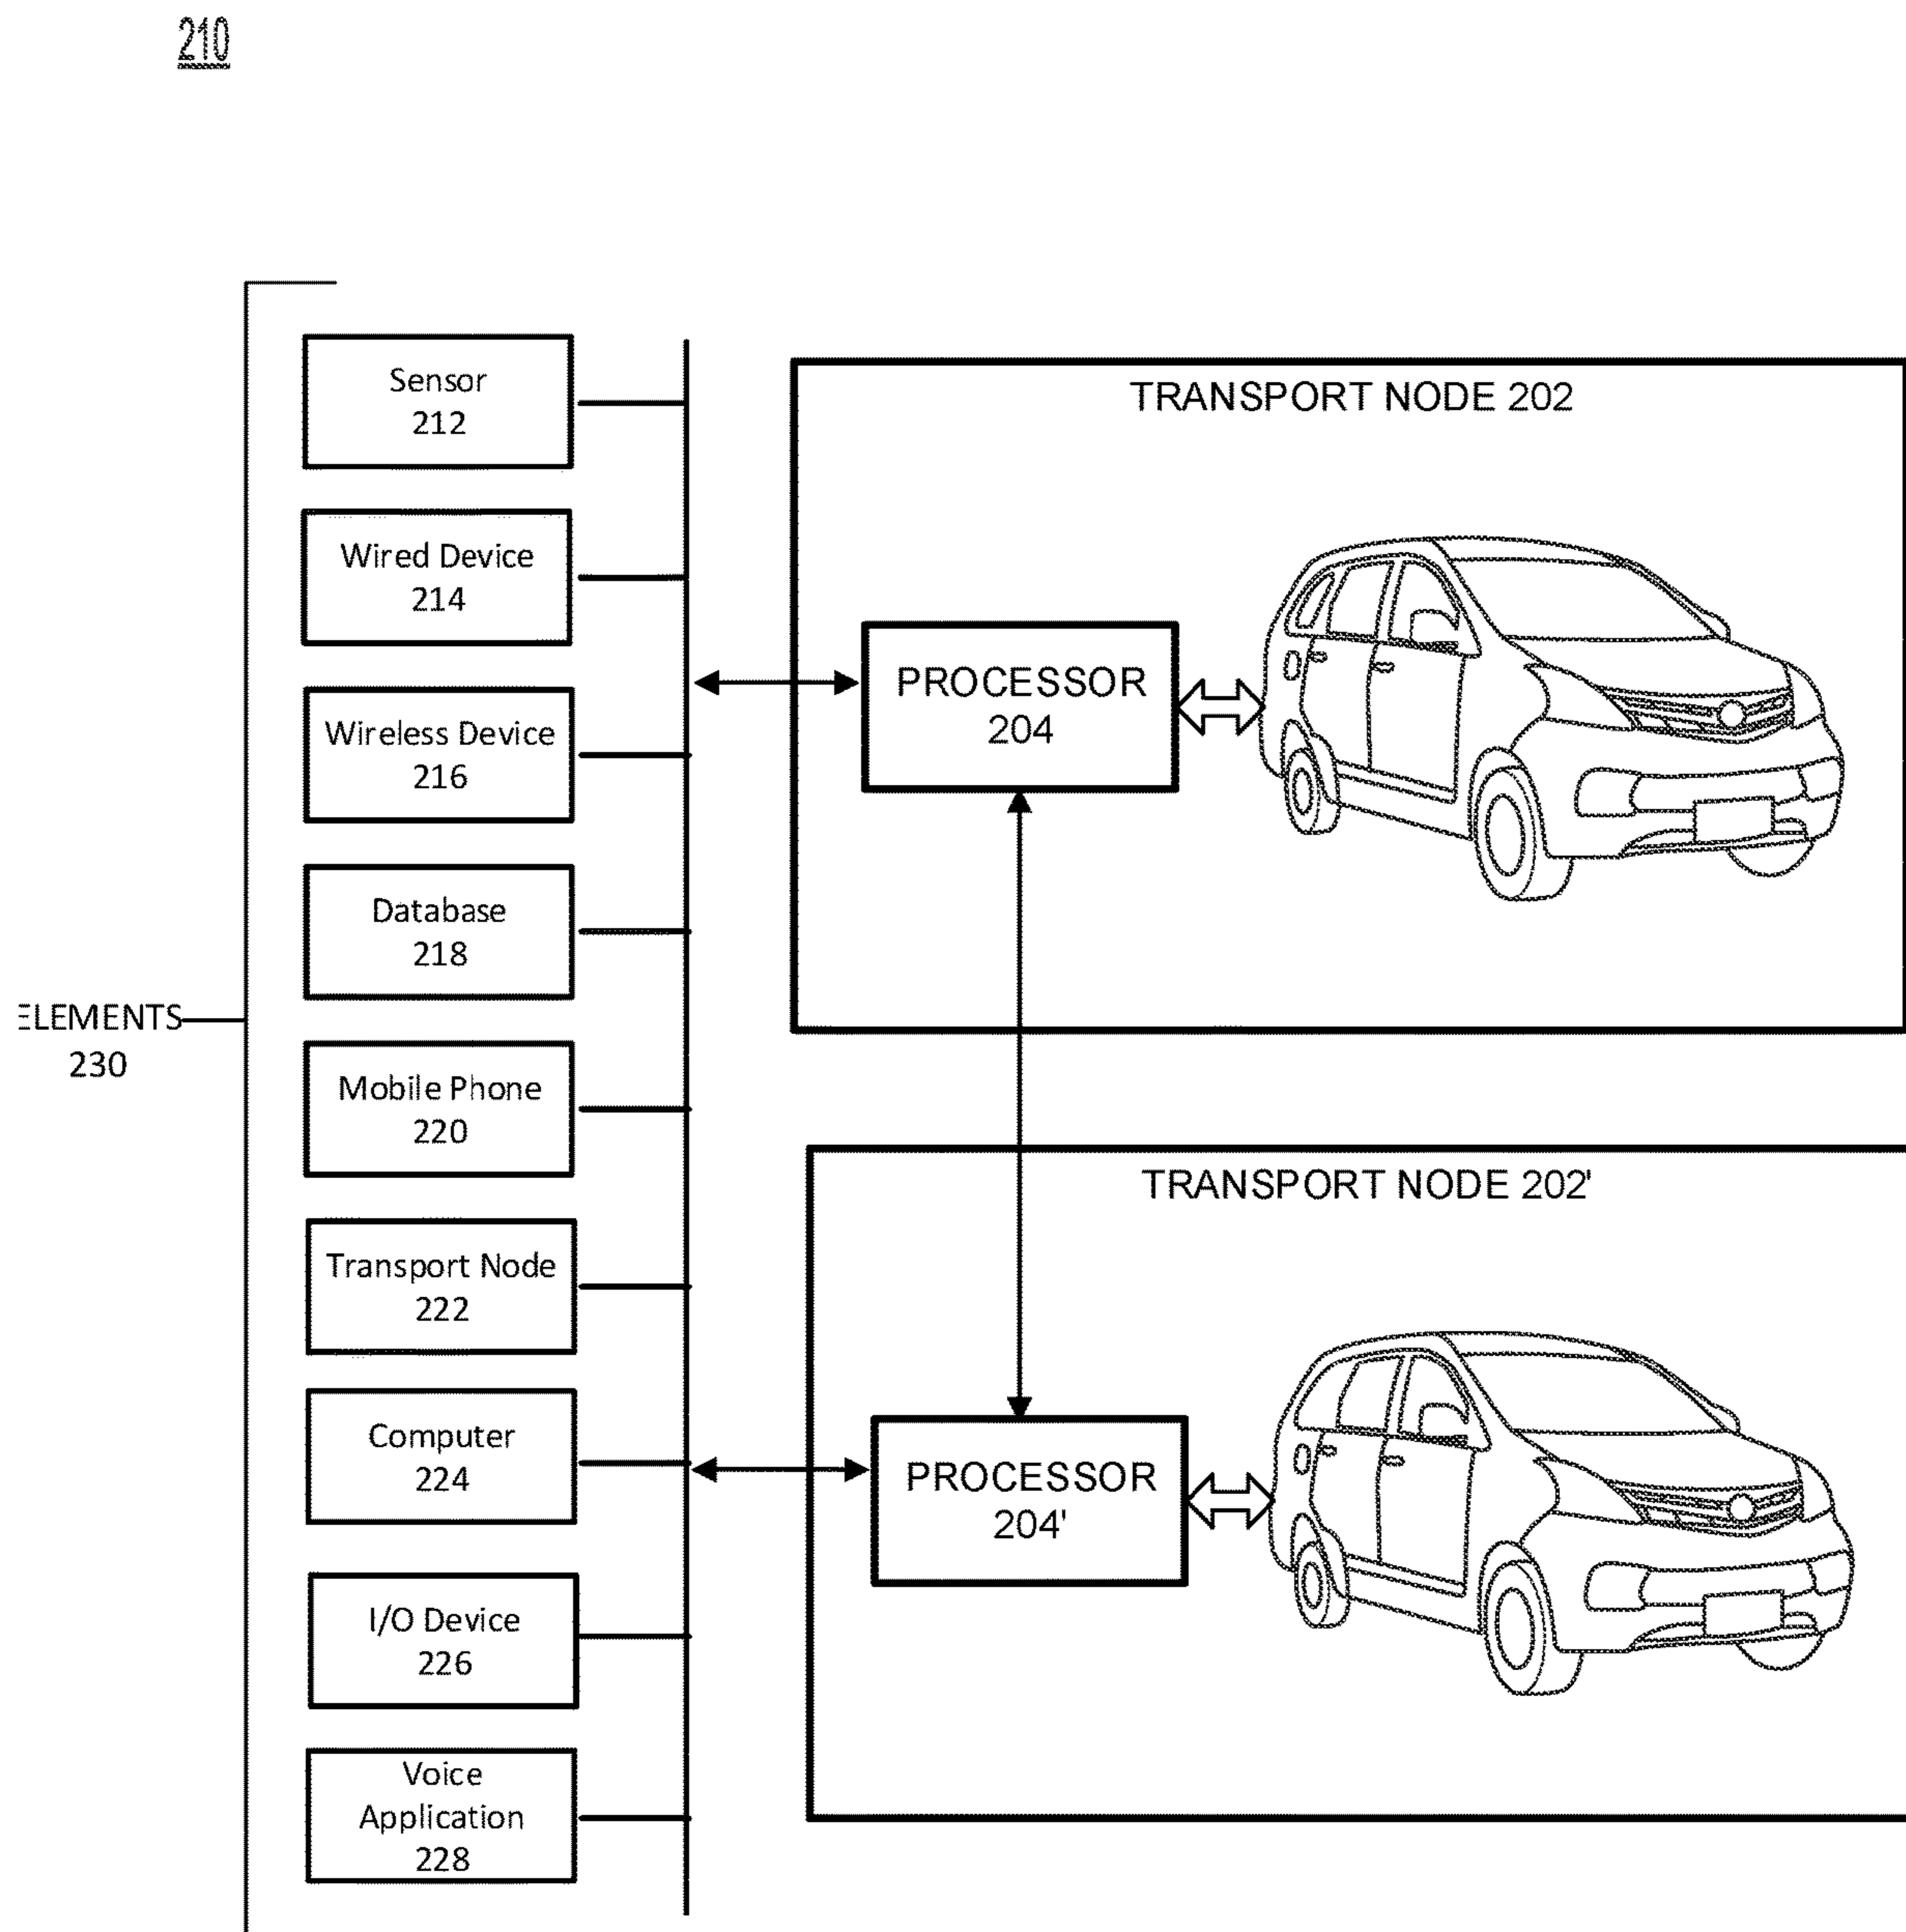 210
Sensor
212
Wired Device
214
Wireless Device
216
Database
218
ELEMENTS
230
Mobile Phone
220
Transport Node
222
Computer
224
I/O Device
226
Voice
Application
228
TRANSPORT NODE 202
PROCESSOR
204
TRANSPORT NODE 202'
PROCESSOR
204'